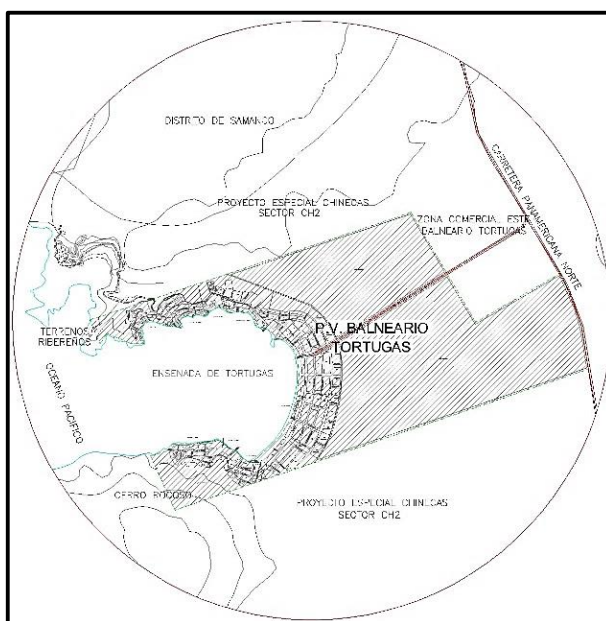 DISTRITO DE SAMANCO
CARRETERA PANAMERICANA NORTE
PROYECTO ESPECIAL CHINECAS
SECTOR CH2
ZONA COMERCIAL ESTE
BALNEARIO TORTUGAS
P.V. BALNEARIO
TORTUGAS
TERRENOS
RIBEREÑOS
ENSENADA DE TORTUGAS
OCEANO PACIFICO
CERRO ROCOSO
PROYECTO ESPECIAL CHINECAS
SECTOR CH2